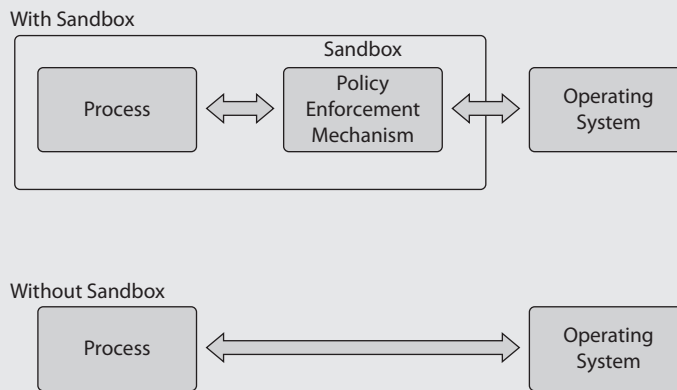 With Sandbox
Sandbox
Process
Policy
Enforcement
Mechanism
Operating
System
Without Sandbox
Process
Operating
System